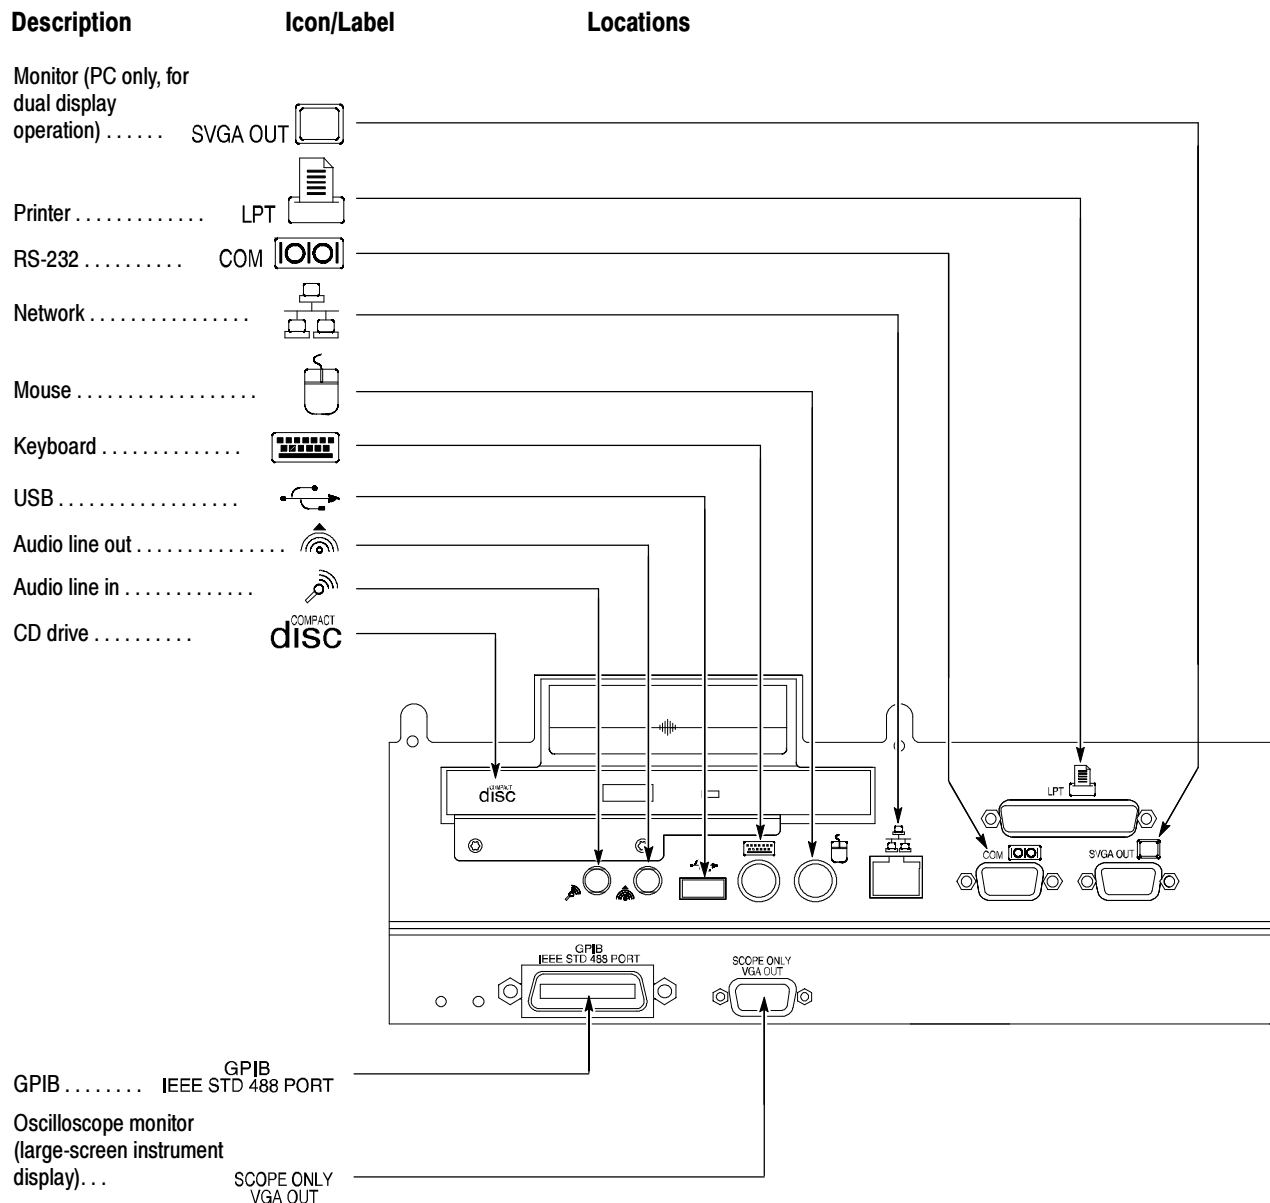 Description Icon/Label Locations
Monitor (PC only, for
dual display
operation) . . . . . . SVGA OUT
Printer . . . . . . . . . . . . . LPT
RS-232 . . . . . . . . . . COM
Network . . . . . . . . . . . . . . . .
Mouse . . . . . . . . . . . . . . . . . .
Keyboard . . . . . . . . . . . . . .
USB . . . . . . . . . . . . . . . . . .
Audio line out . . . . . . . . . . . . . . .
Audio line in . . . . . . . . . . . . .
CD drive . . . . . . . . . . COMPACT
disc
COMPACT
disc
LPT
COM
SVGA OUT
GPIB
IEEE STD 488 PORT
SCOPE ONLY
VGA OUT
GPIB . . . . . . . . GPIB
IEEE STD 488 PORT
Oscilloscope monitor
(large-screen instrument
display). . . SCOPE ONLY
VGA OUT